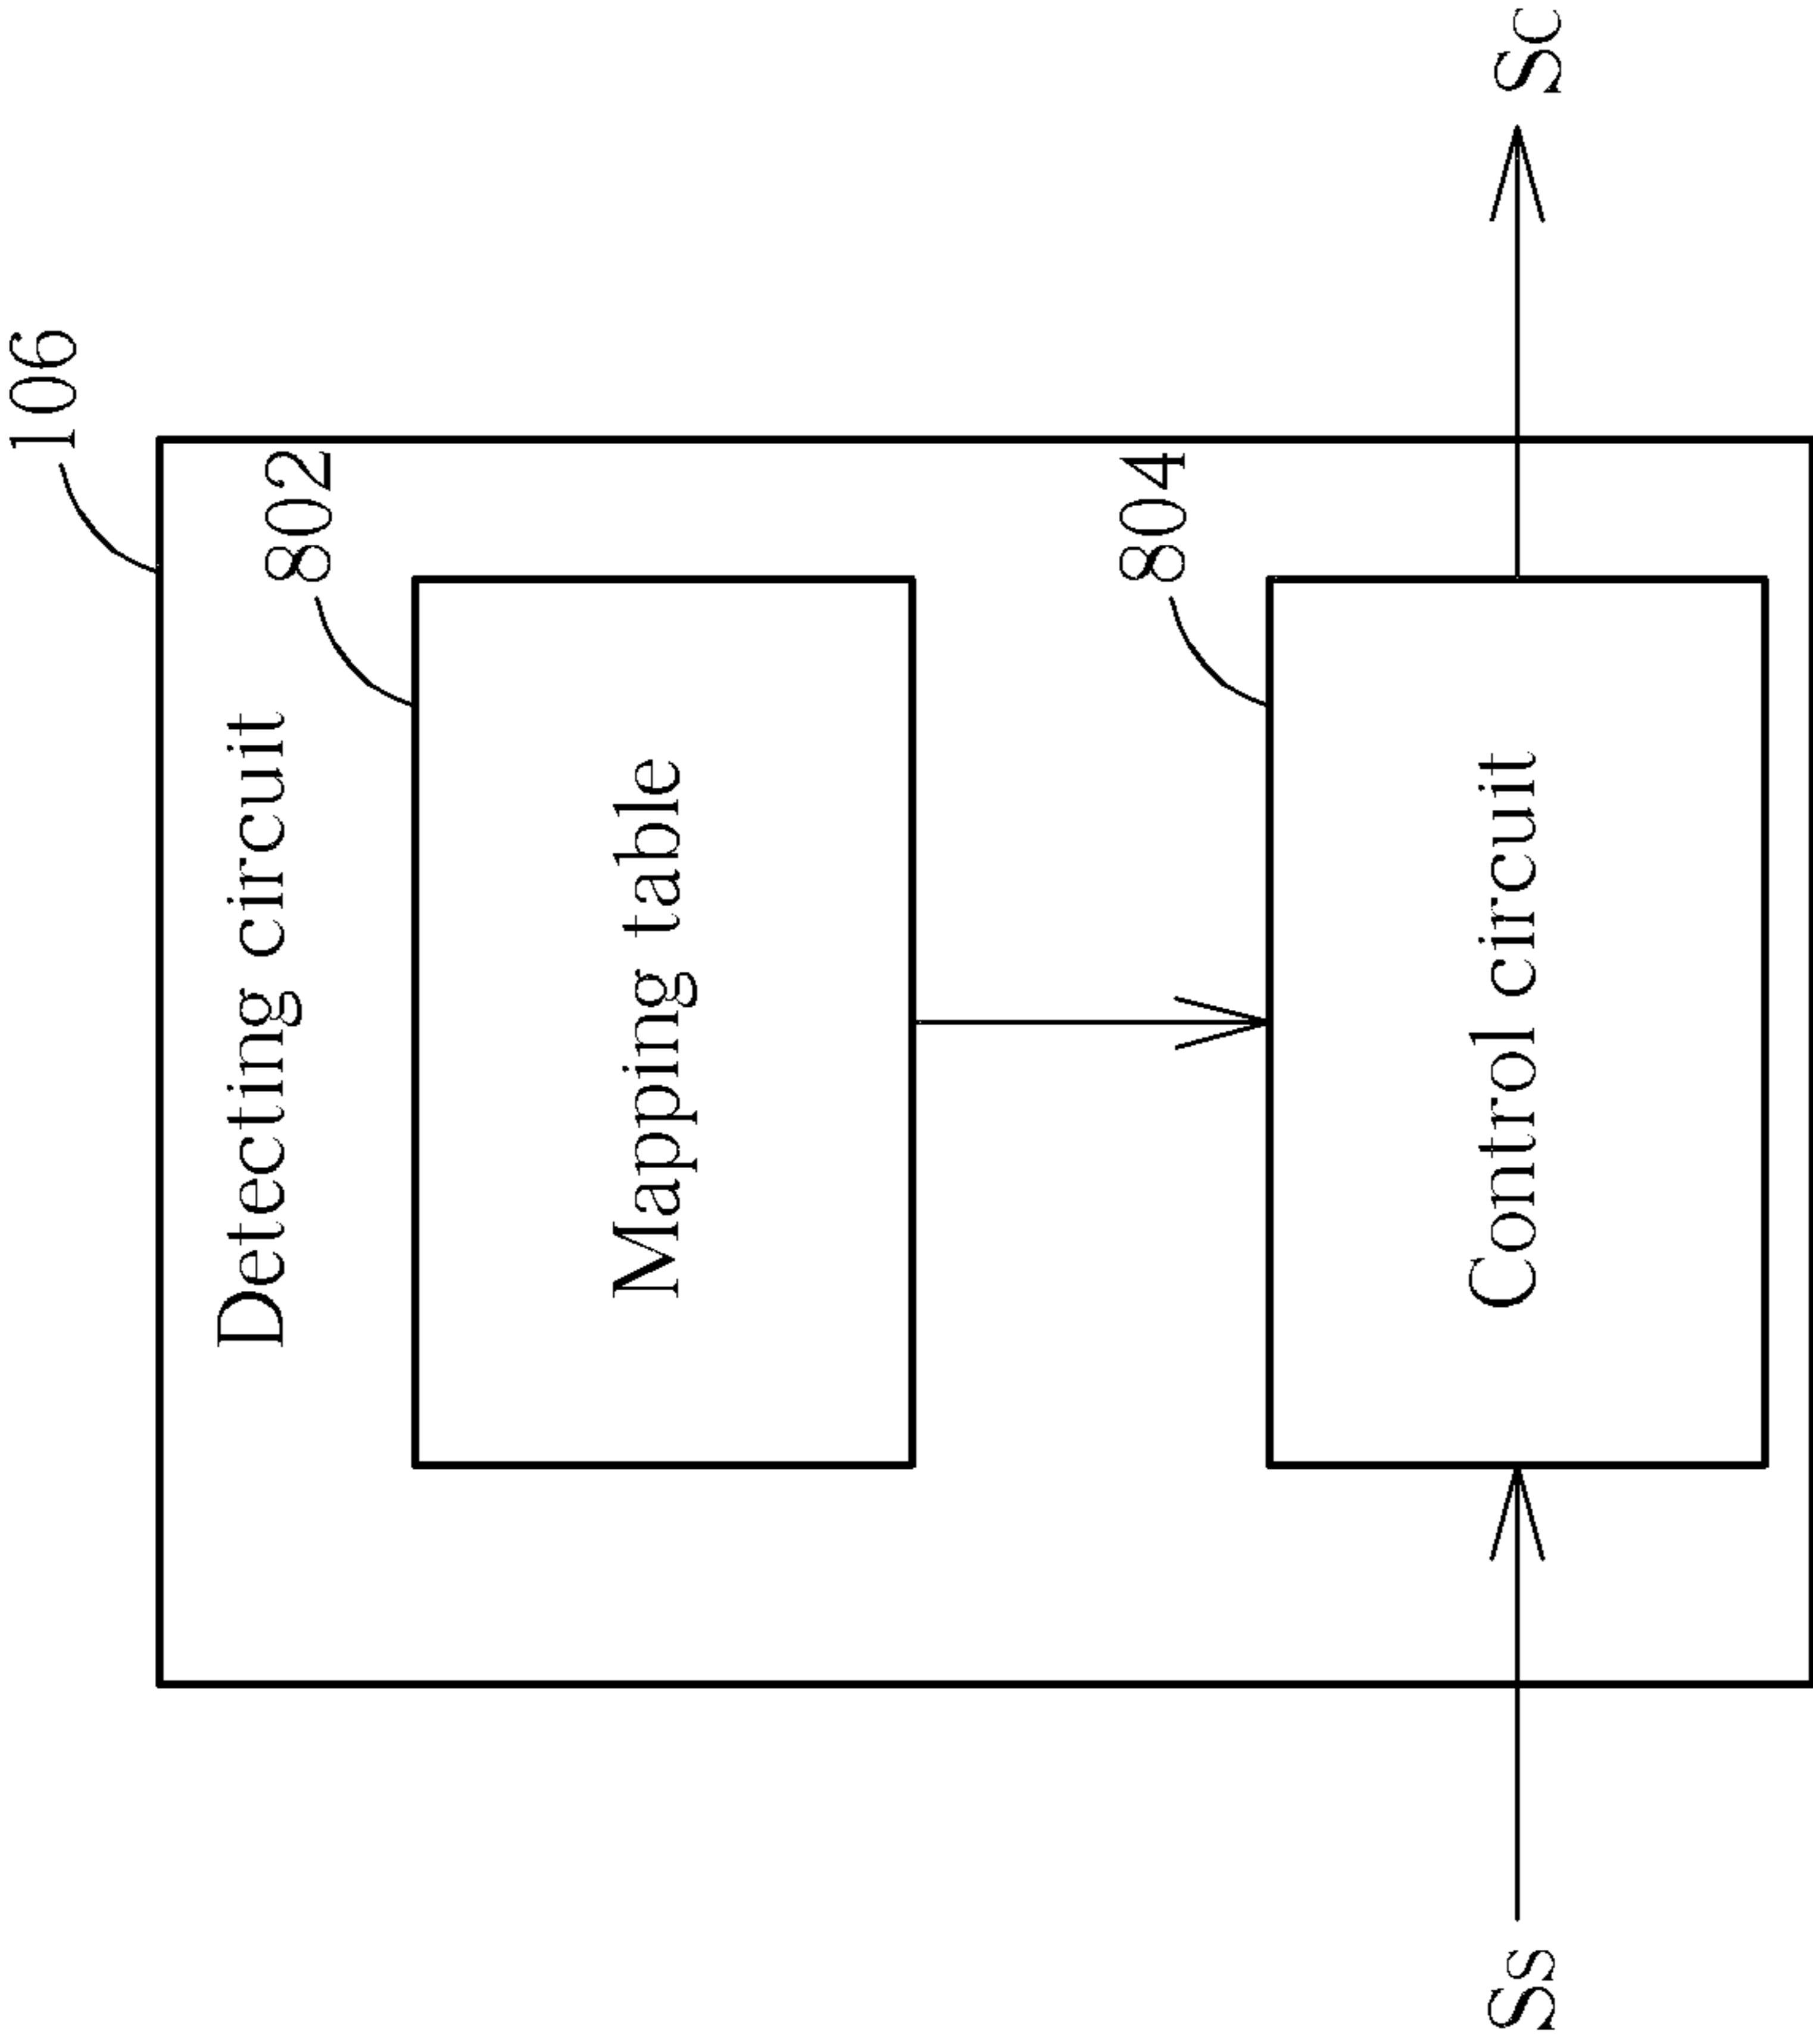 106
Detecting circuit
802
Mapping table
804
Ss
Control circuit
Sc